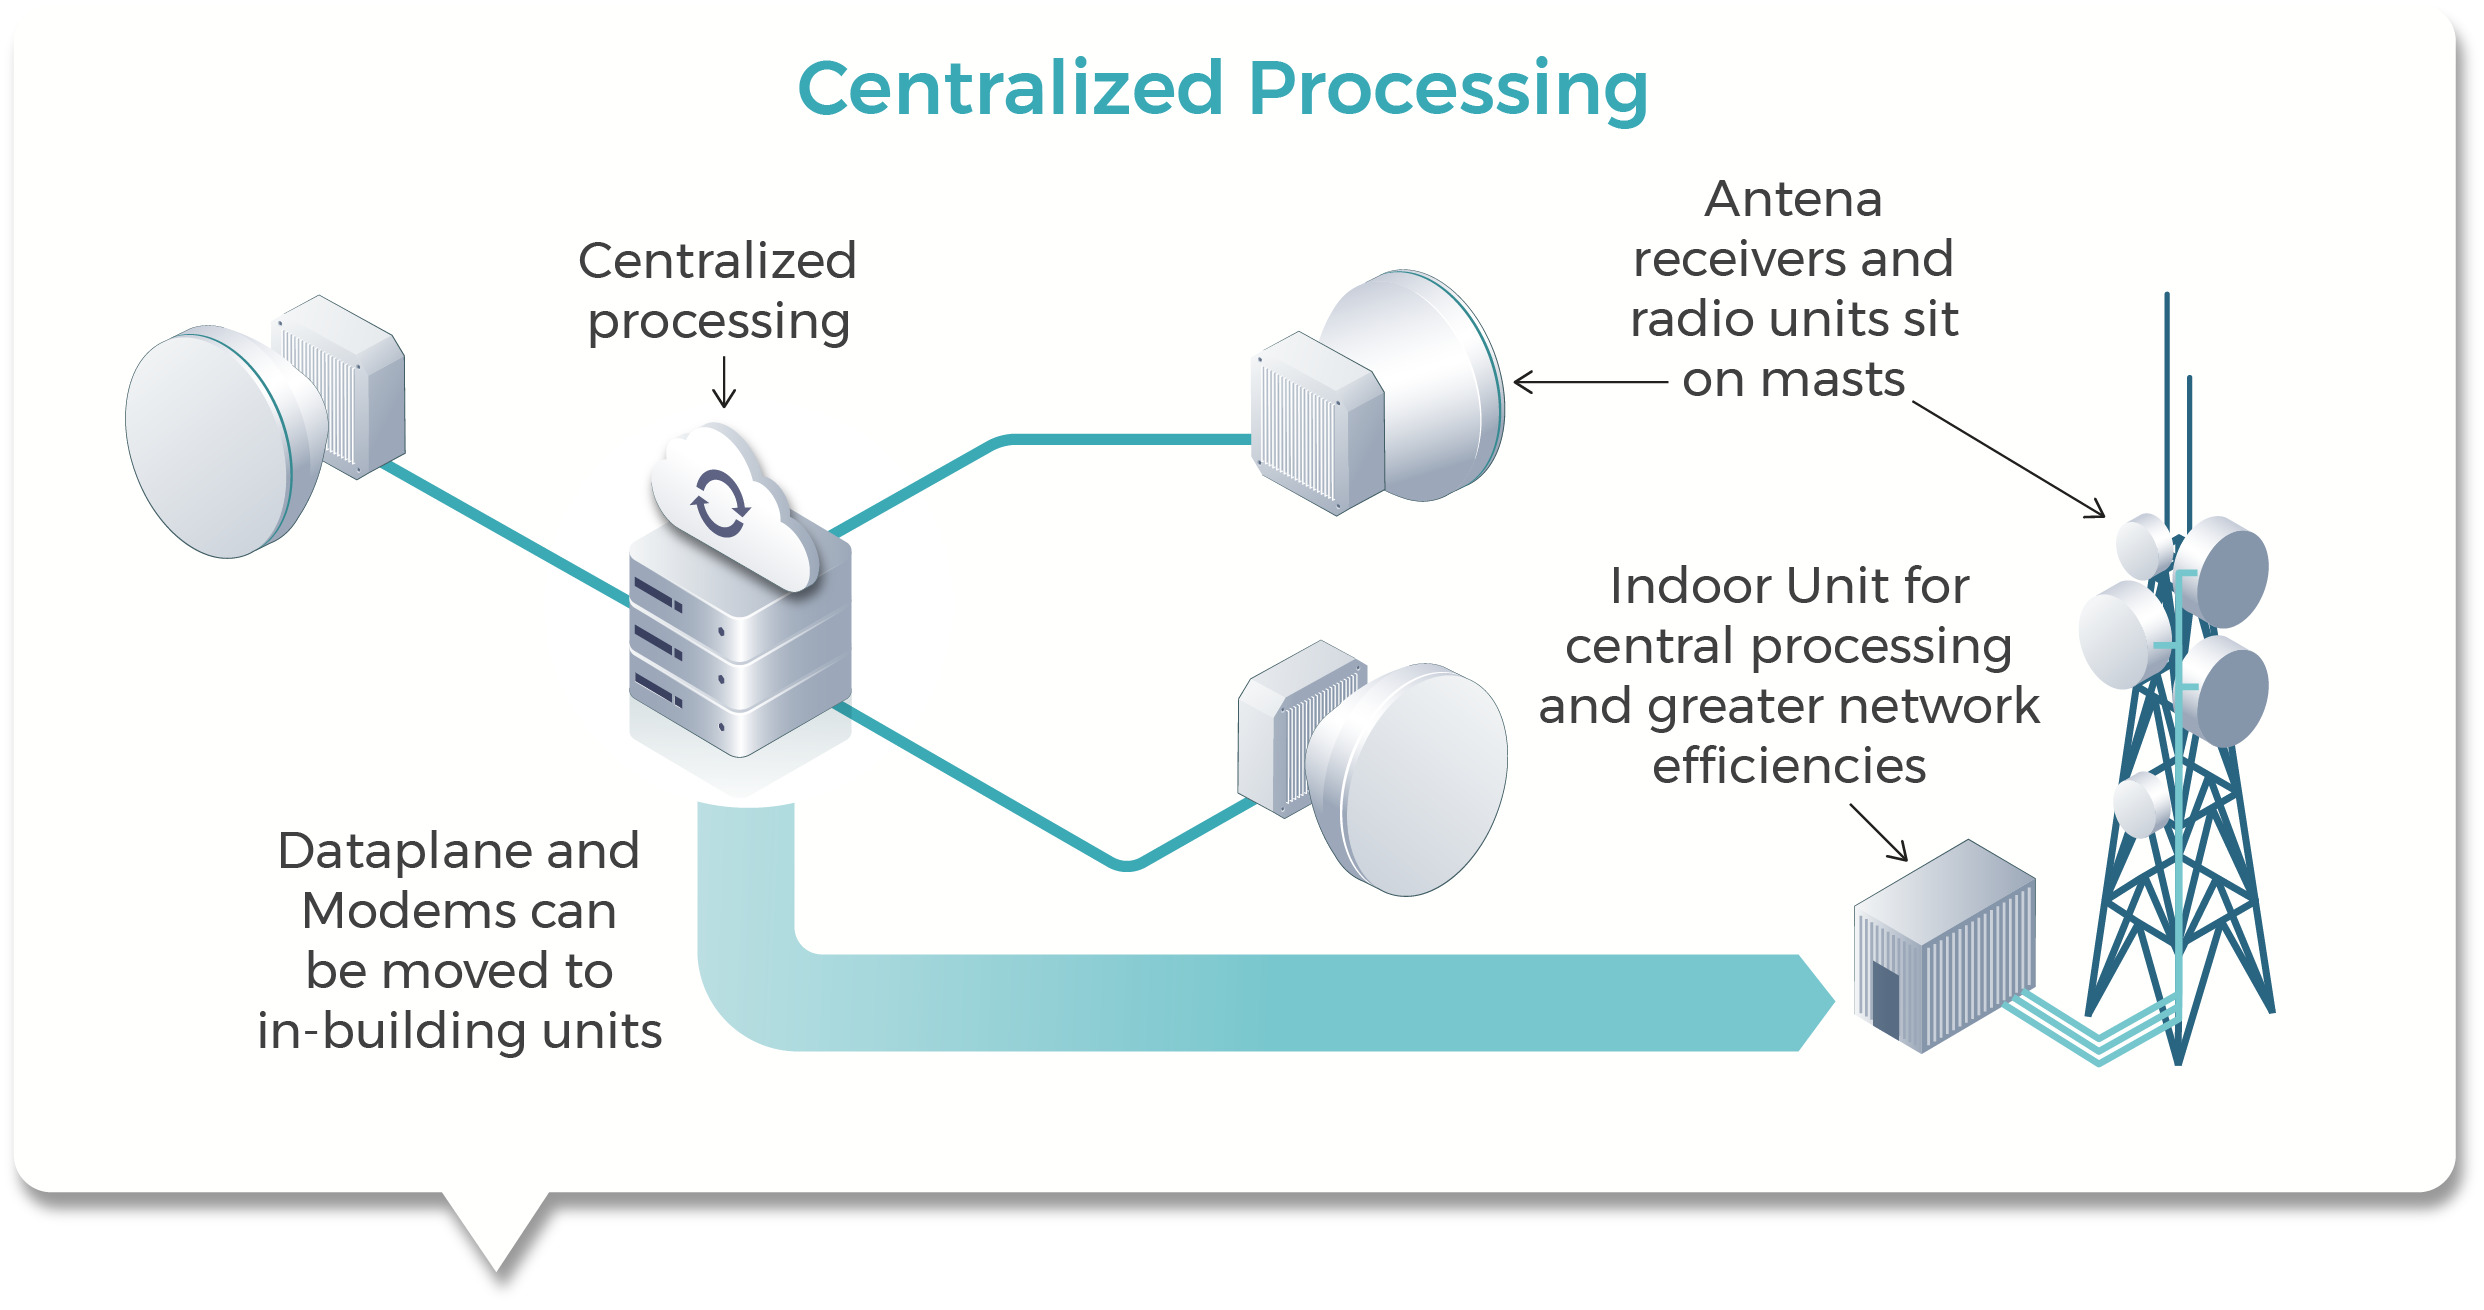 Centralized Processing
Centralized
processing
Antena
receivers and
radio units sit
on masts
Indoor Unit for
central processing
and greater network
efficiencies
Dataplane and
Modems can
be moved to
in-building units